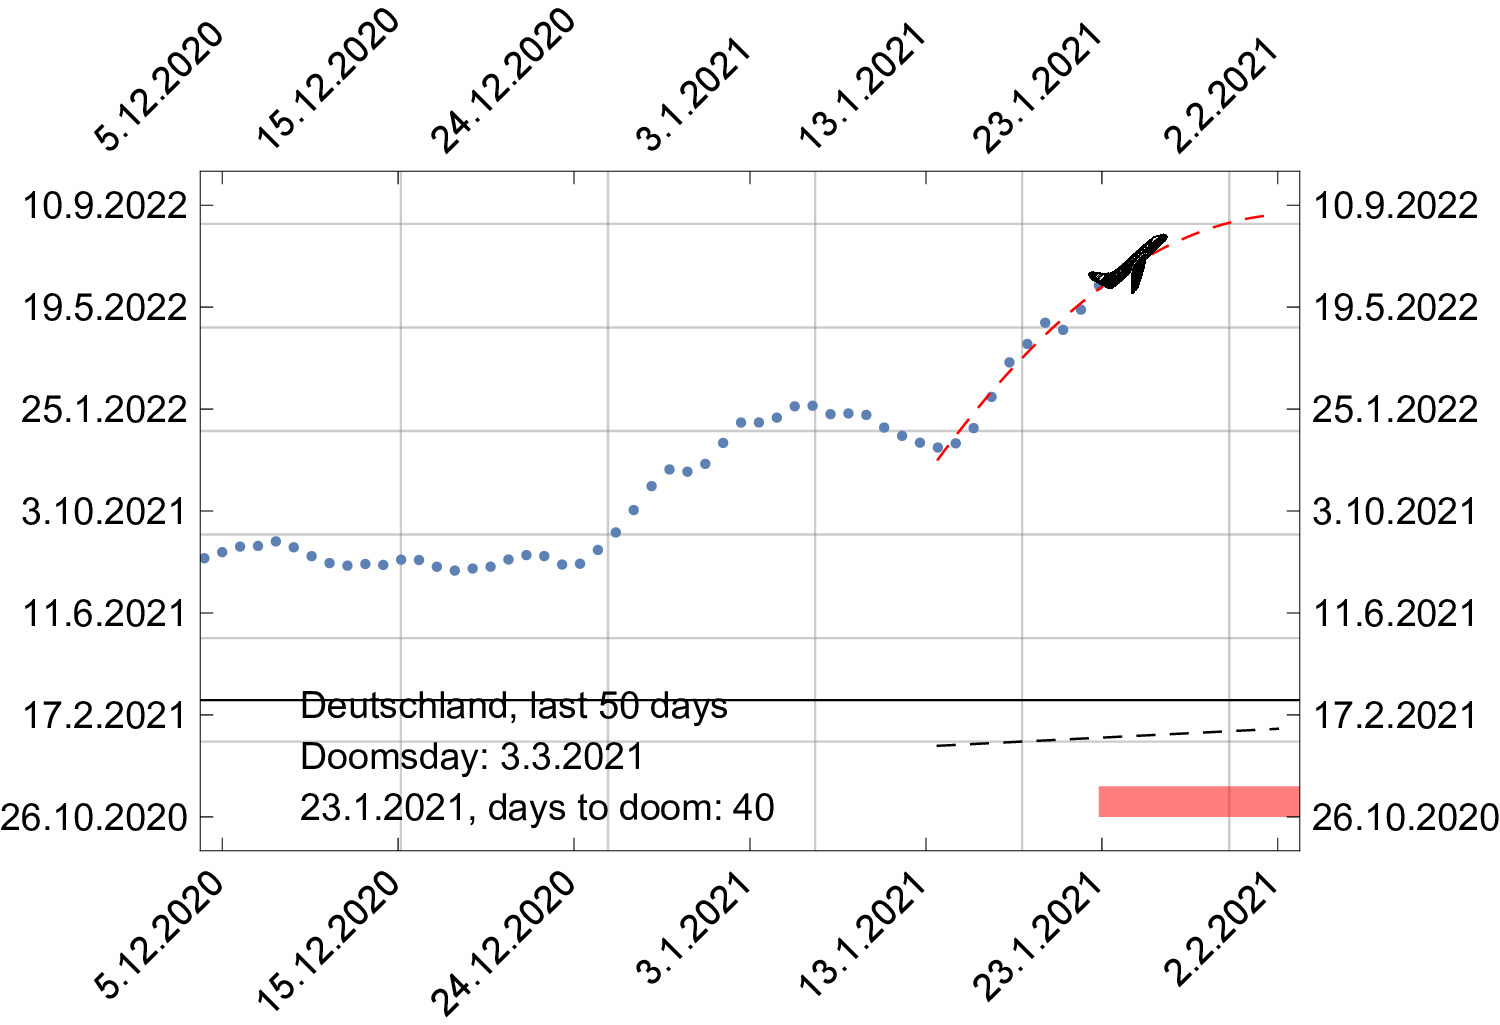 5.12.2020 15.12.2020 24.12.2020 3.1.2021 13.1.2021 23.1.2021 2.2.2021
10.9.2022 10.9.2022
19.5.2022 19.5.2022
25.1.2022 25.1.2022
3.10.2021 3.10.2021
11.6.2021 11.6.2021
17.2.2021 17.2.2021
26.10.2020 26.10.2020
Deutschland, last 50 days
Doomsday: 3.3.2021
23.1.2021, days to doom: 40
5.12.2020 15.12.2020 24.12.2020 3.1.2021 13.1.2021 23.1.2021 2.2.2021